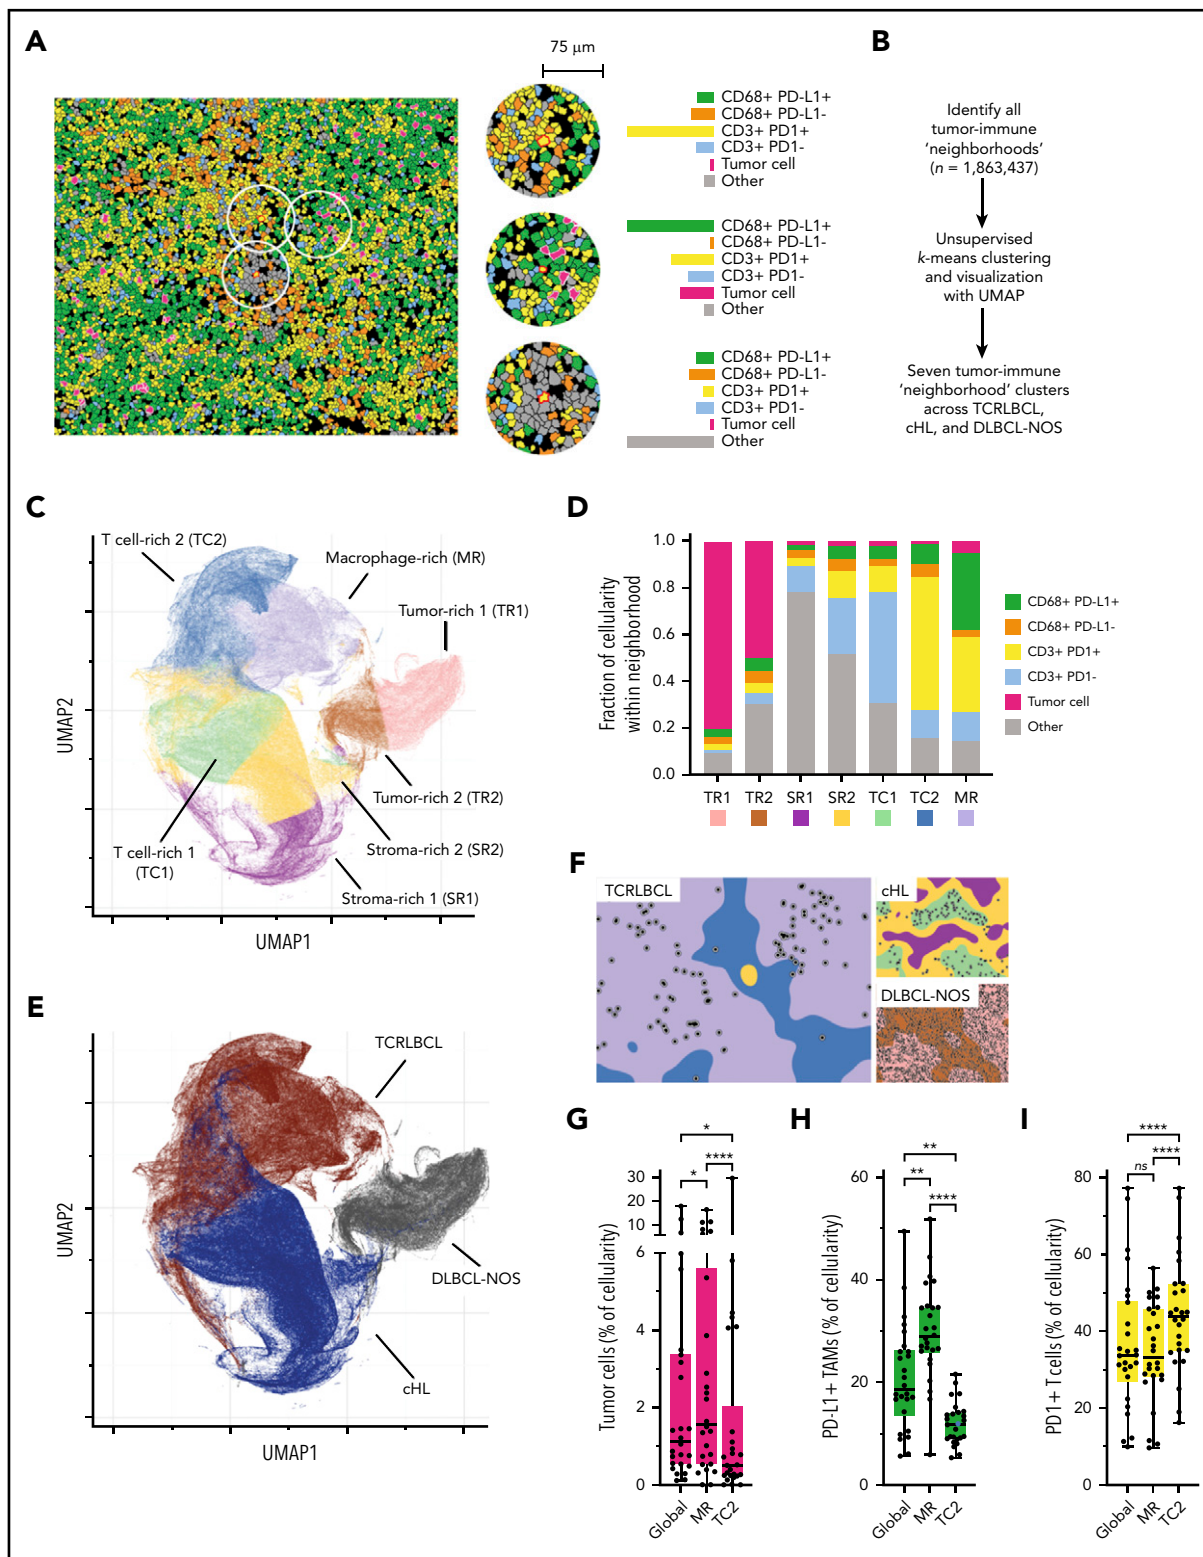 A
75 μm
CD68+ PD-L1+
CD68+ PD-L1-
CD3+ PD1+
CD3+ PD1-
Tumor cell
Other
CD68+ PD-L1+
CD68+ PD-L1-
CD3+ PD1+
CD3+ PD1-
Tumor cell
Other
CD68+ PD-L1+
CD68+ PD-L1-
CD3+ PD1+
CD3+ PD1-
Tumor cell
Other
B
Identify all
tumor-immune
‘neighborhoods’
(n = 1,863,437)
Unsupervised
k-means clustering
and visualization
with UMAP
Seven tumor-immune
‘neighborhood’ clusters
across TCRLBCL,
cHL, and DLBCL-NOS
C
T cell-rich 2 (TC2)
Macrophage-rich (MR)
Tumor-rich 1 (TR1)
Tumor-rich 2 (TR2)
T cell-rich 1
(TC1)
Stroma-rich 2 (SR2)
Stroma-rich 1 (SR1)
UMAP2
UMAP1
D
Fraction of cellularity
within neighborhood
1.0
0.8
0.6
0.4
0.2
0.0
TR1 TR2 SR1 SR2 TC1 TC2 MR
CD68+ PD-L1+
CD68+ PD-L1-
CD3+ PD1+
CD3+ PD1-
Tumor cell
Other
E
TCRLBCL
DLBCL-NOS
cHL
UMAP2
UMAP1
F
TCRLBCL
cHL
DLBCL-NOS
G
Tumor cells (% of cellularity)
30
20
10
6
4
2
0
*
*
****
Global MR TC2
H
PD-L1+ TAMs (% of cellularity)
60
40
20
0
**
**
****
Global MR TC2
I
PD1+ T cells (% of cellularity)
80
60
40
20
0
****
ns
****
Global MR TC2